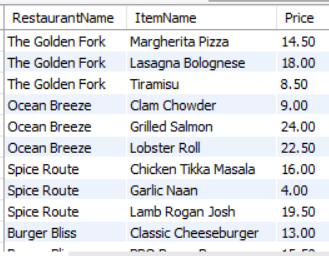 RestaurantName ItemName Price
The Golden Fork Margherita Pizza 14.50
The Golden Fork Lasagna Bolognese 18.00
The Golden Fork Tiramisu 8.50
Ocean Breeze Clam Chowder 9.00
Ocean Breeze Grilled Salmon 24.00
Ocean Breeze Lobster Roll 22.50
Spice Route Chicken Tikka Masala 16.00
Spice Route Garlic Naan 4.00
Spice Route Lamb Rogan Josh 19.50
Burger Bliss Classic Cheeseburger 13.00